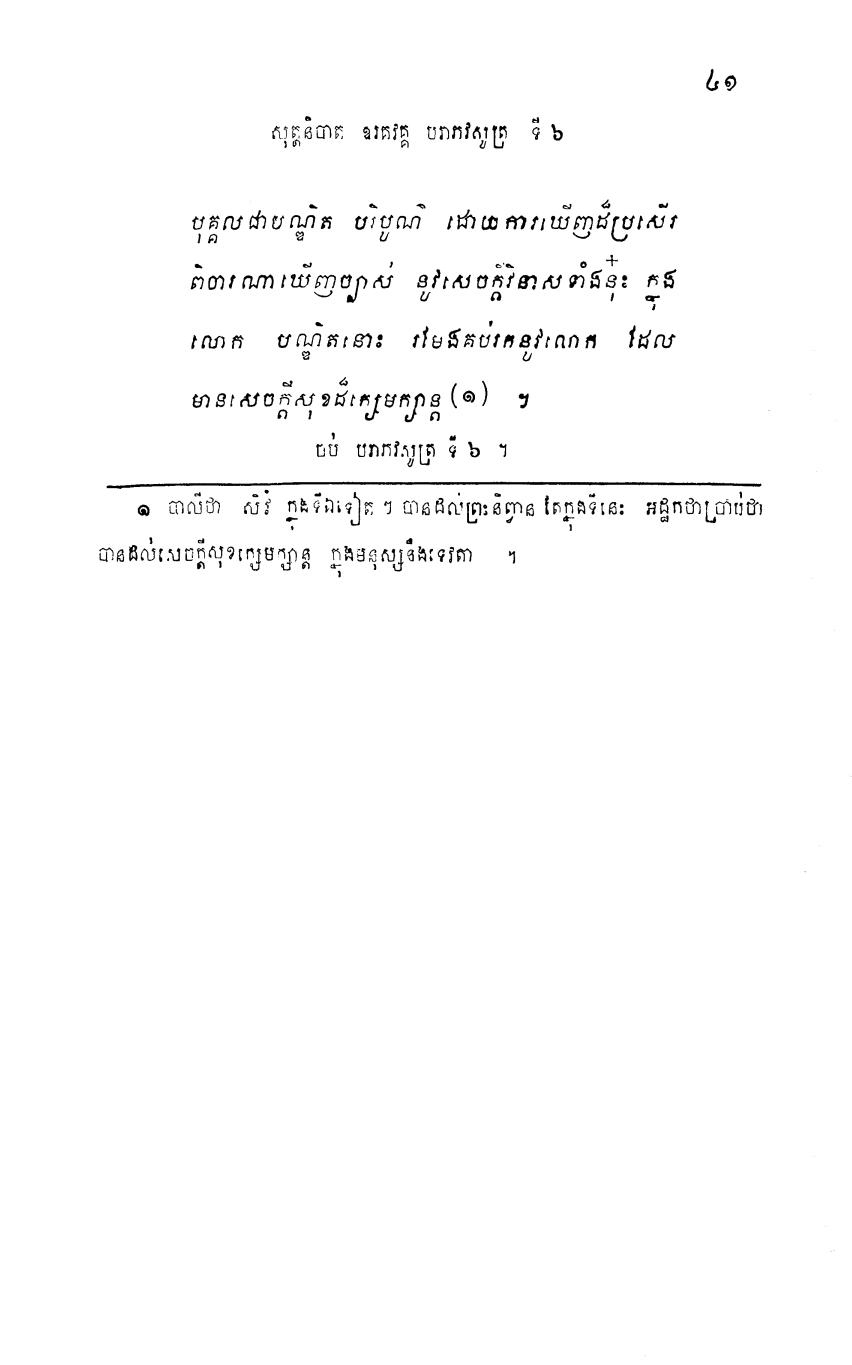 ៤១
សុត្តនិបាត ឧរគវគ្គ បរាភវសូត្រ ទី ៦
បុគ្គលជាបណ្ឌិត បរិបូណ៌ ដោយការឃើញដ៏ប្រសើរ
ពិចារណាឃើញច្បាស់ នូវសេចក្តីវិនាសទាំងនុ៎ះ ក្នុង
លោក បណ្ឌិតនោះ រមែងគប់រកនូវលោក ដែល
មានសេចក្តីសុខដ៏ក្សេមក្សាន្ត (១) ។
ចប់ បរាភវសូត្រ ទី ៦ ។
១ បាលីថា សិវំ ក្នុងទីឯទៀត ៗ បានដល់ព្រះនិព្វាន តែក្នុងទីនេះ អដ្ឋកថាប្រាប់ថា
បានដល់សេចក្តីសុខក្សេមក្សាន្ត ក្នុងមនុស្សនឹងទេវតា ។